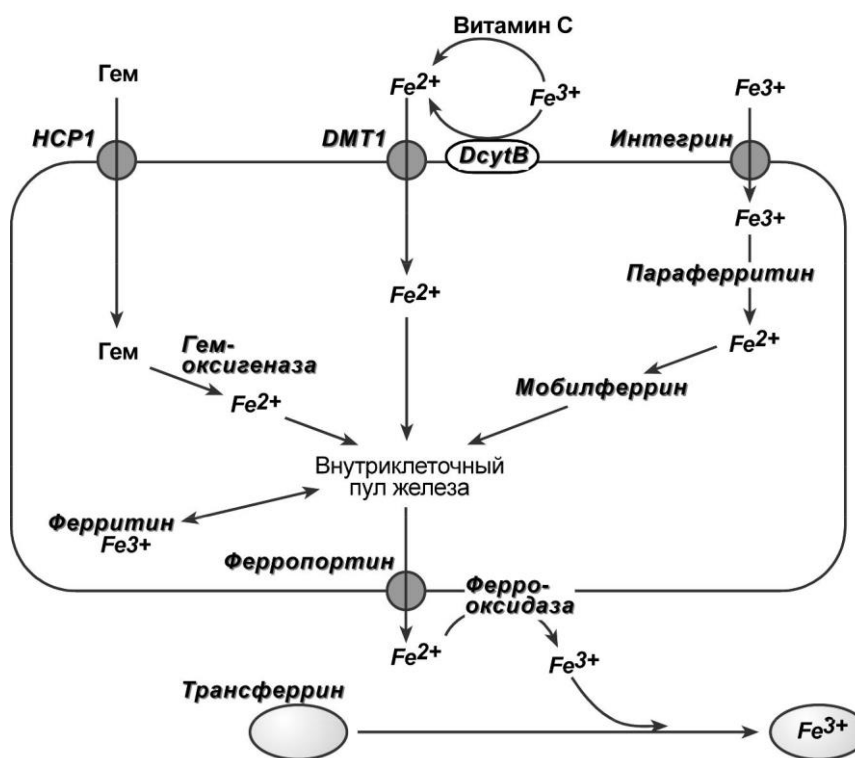 Витамин С
Гем
Fe2+
Fe3+
Fe3+
HCP1
DMT1
DcytB
Интегрин
Fe3+
Fe2+
Параферритин
Гем
Гем-
оксигеназа
Fe2+
Fe2+
Мобилферрин
Внутриклеточный
пул железа
Ферритин
Fe3+
Ферропортин
Ферро-
оксидаза
Fe2+
Fe3+
Трансферрин
Fe3+